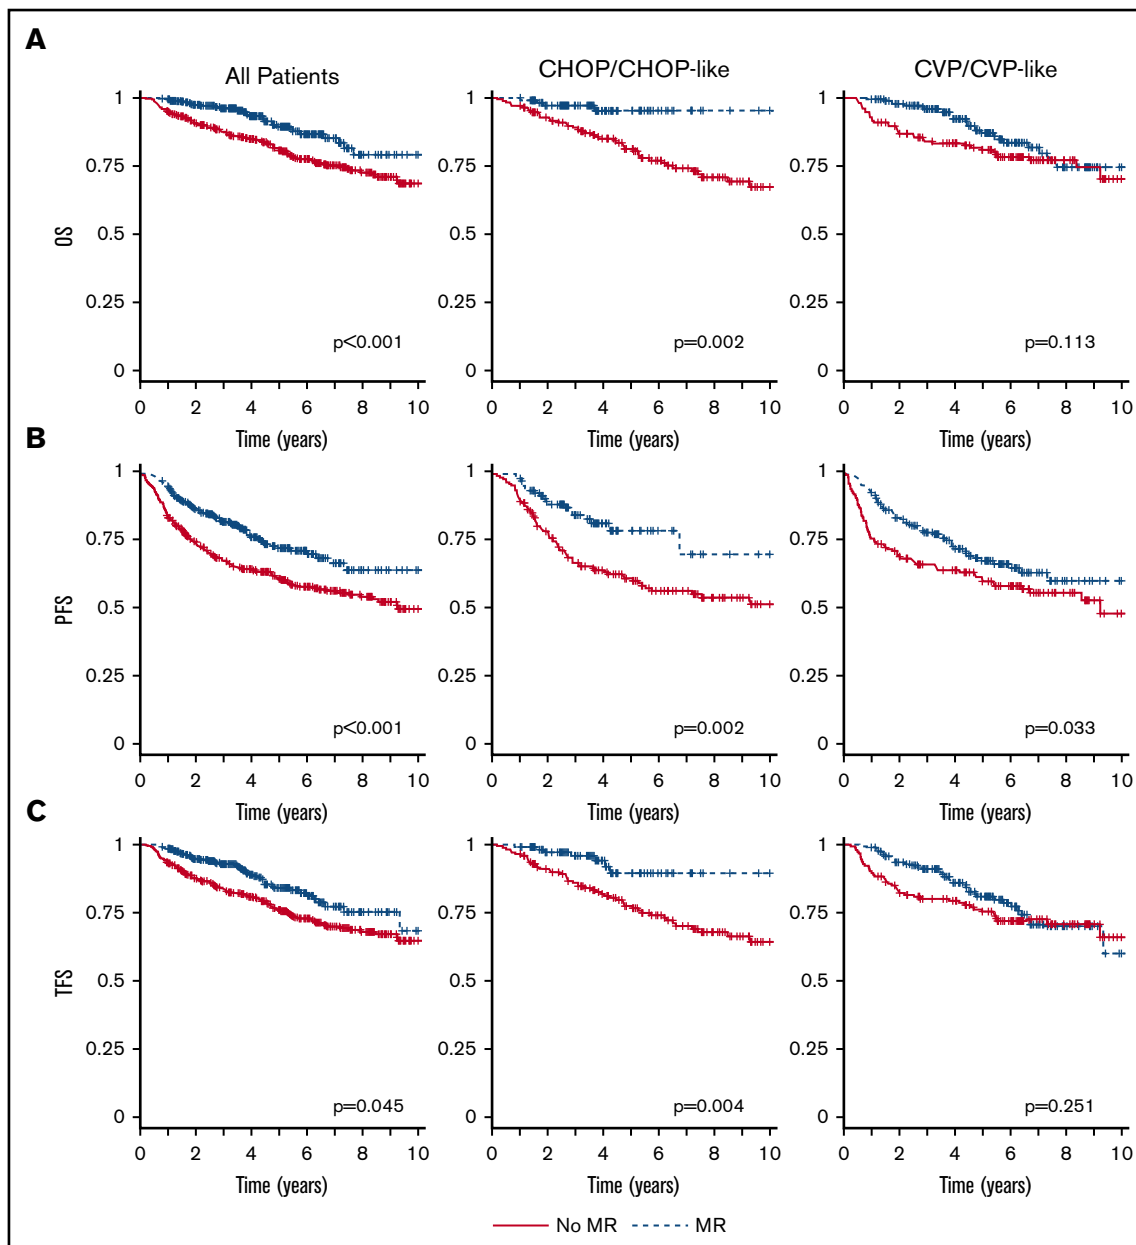 A
All Patients CHOP/CHOP-like CVP/CVP-like
OS
1 0.75 0.5 0.25 0
p<0.001
0 2 4 6 8 10
Time (years)
1 0.75 0.5 0.25 0
p=0.002
0 2 4 6 8 10
Time (years)
1 0.75 0.5 0.25 0
p=0.113
0 2 4 6 8 10
Time (years)
B
PFS
1 0.75 0.5 0.25 0
p<0.001
0 2 4 6 8 10
Time (years)
1 0.75 0.5 0.25 0
p=0.002
0 2 4 6 8 10
Time (years)
1 0.75 0.5 0.25 0
p=0.033
0 2 4 6 8 10
Time (years)
C
TFS
1 0.75 0.5 0.25 0
p=0.045
0 2 4 6 8 10
Time (years)
1 0.75 0.5 0.25 0
p=0.004
0 2 4 6 8 10
Time (years)
1 0.75 0.5 0.25 0
p=0.251
0 2 4 6 8 10
Time (years)
No MR MR